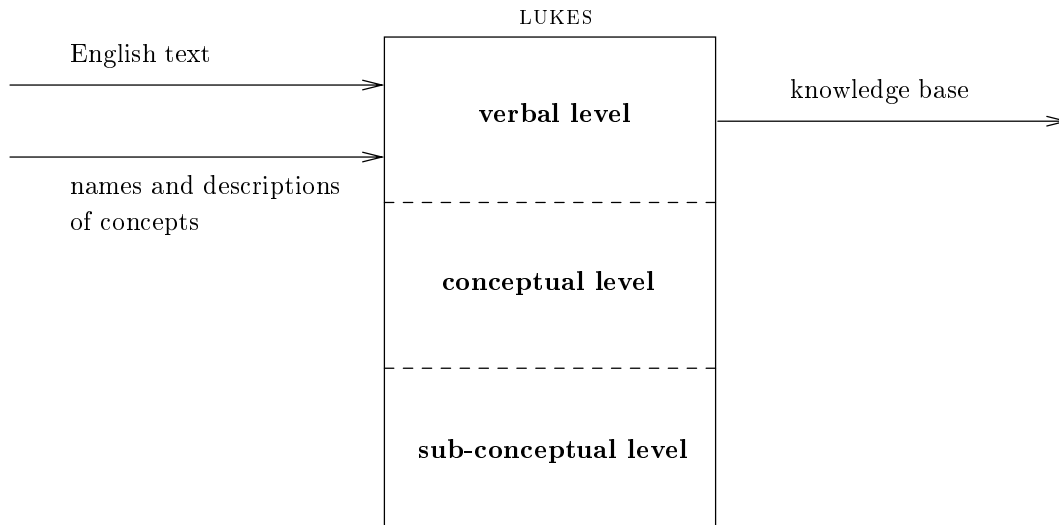 LUKES
English text
knowledge base
verbal level
names and descriptions
of concepts
conceptual level
sub-conceptual level